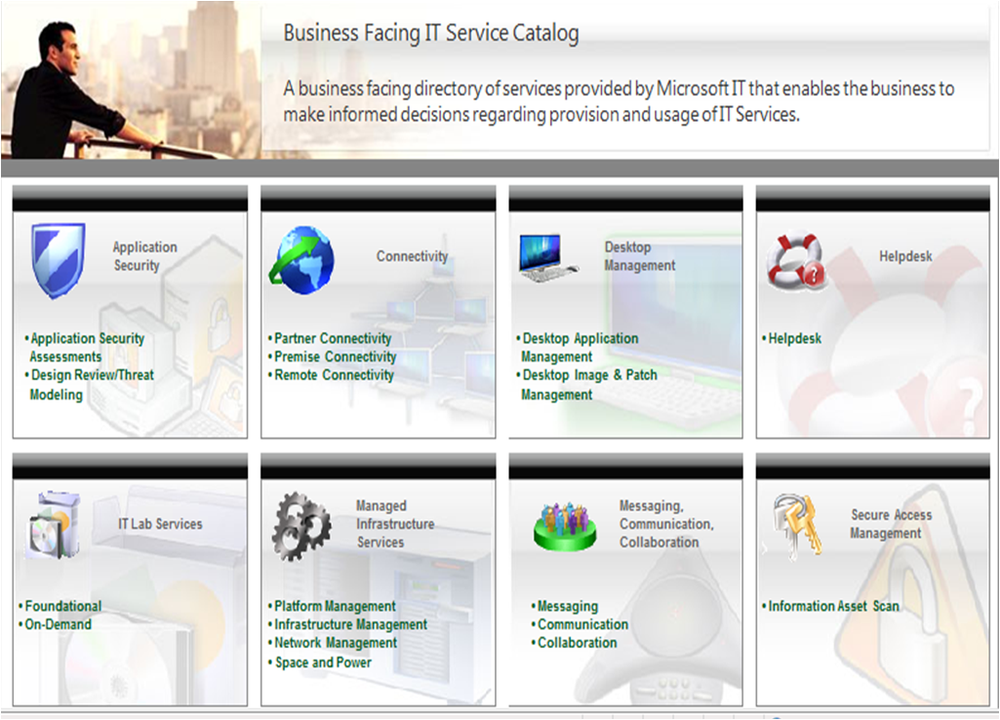 Business Facing IT Service Catalog
A business facing directory of services provided by Microsoft IT that enables the business to
make informed decisions regarding provision and usage of IT Services.
Application
Security
• Application Security
Assessments
• Design Review/Threat
Modeling
Connectivity
• Partner Connectivity
• Premise Connectivity
• Remote Connectivity
Desktop
Management
• Desktop Application
Management
• Desktop Image & Patch
Management
Helpdesk
• Helpdesk
IT Lab Services
• Foundational
• On-Demand
Managed
Infrastructure
Services
• Platform Management
• Infrastructure Management
• Network Management
• Space and Power
Messaging,
Communication,
Collaboration
• Messaging
• Communication
• Collaboration
Secure Access
Management
• Information Asset Scan